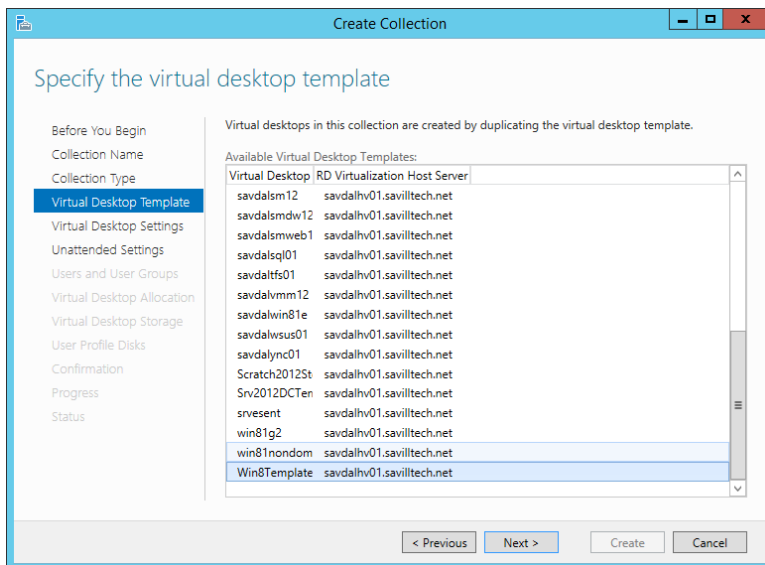 Create Collection
Specify the virtual desktop template
Before You Begin
Collection Name
Collection Type
Virtual Desktop Template
Virtual Desktop Settings
Unattended Settings
Users and User Groups
Virtual Desktop Allocation
Virtual Desktop Storage
User Profile Disks
Confirmation
Progress
Status
Virtual desktops in this collection are created by duplicating the virtual desktop template.
Available Virtual Desktop Templates:
Virtual Desktop RD Virtualization Host Server
savdalsm12 savdalhv01.savilltech.net
savdalsmdw12 savdalhv01.savilltech.net
savdalsmweb1 savdalhv01.savilltech.net
savdalsql01 savdalhv01.savilltech.net
savdaltfs01 savdalhv01.savilltech.net
savdalvmm12 savdalhv01.savilltech.net
savdalwin81e savdalhv01.savilltech.net
savdalwsus01 savdalhv01.savilltech.net
savdalync01 savdalhv01.savilltech.net
Scratch2012St savdalhv01.savilltech.net
Srv2012DCTen savdalhv01.savilltech.net
srvesent savdalhv01.savilltech.net
win81g2 savdalhv01.savilltech.net
win81nondom savdalhv01.savilltech.net
Win8Template savdalhv01.savilltech.net
< Previous Next > Create Cancel